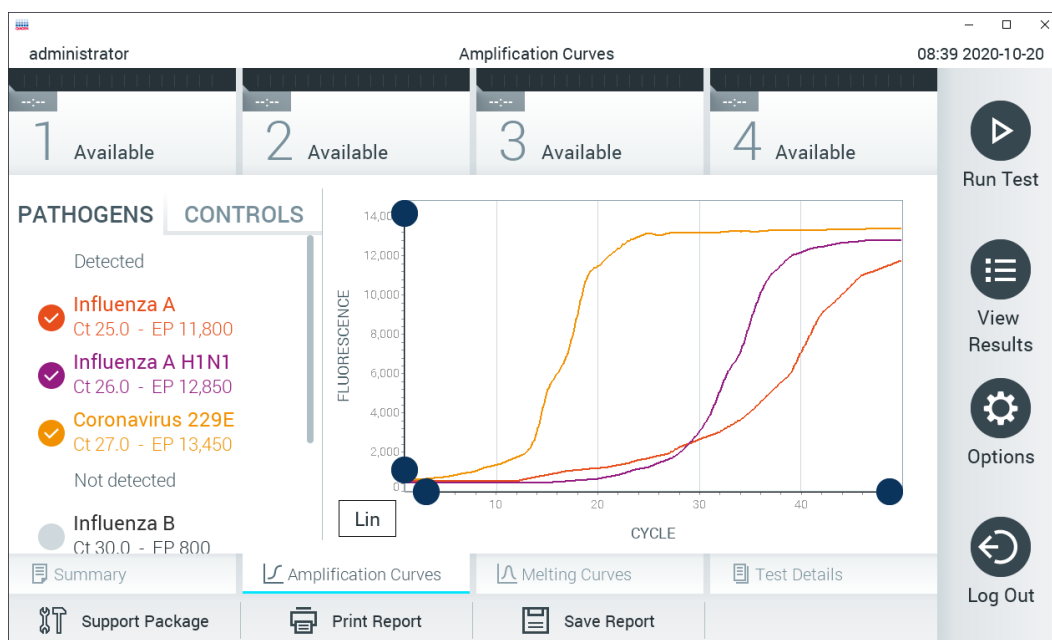 administrator
Amplification Curves
08:39 2020-10-20
--:--
--:--
--:--
--:--
1 Available
2 Available
3 Available
4 Available
Run Test
View
Results
Options
Log Out
PATHOGENS
CONTROLS
Detected
Influenza A
Ct 25.0 - EP 11,800
Influenza A H1N1
Ct 26.0 - EP 12,850
Coronavirus 229E
Ct 27.0 - EP 13,450
Not detected
Influenza B
Ct 30.0 - EP 800
FLUORESCENCE
12,000
10,000
8,000
6,000
4,000
2,000
0
10
20
30
40
CYCLE
Lin
Summary
Amplification Curves
Melting Curves
Test Details
Support Package
Print Report
Save Report